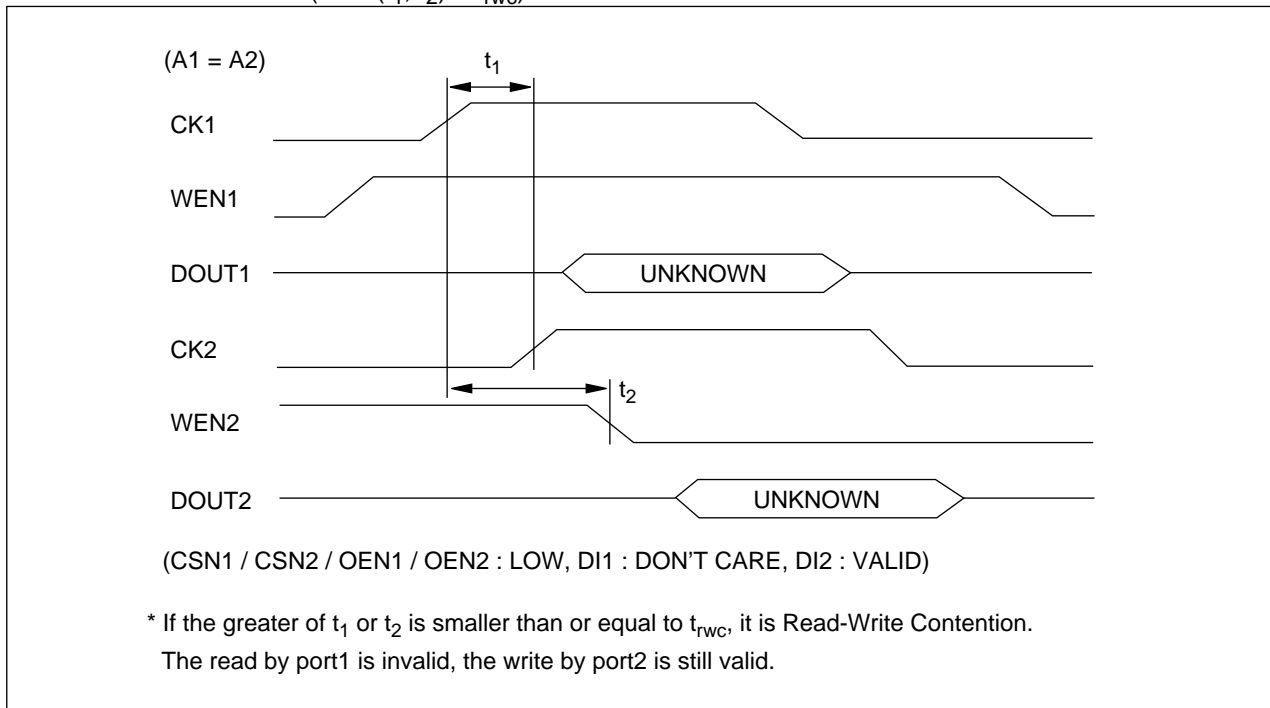 (A1 = A2)
t1
CK1
WEN1
DOUT1
UNKNOWN
CK2
t2
WEN2
DOUT2
UNKNOWN
(CSN1 / CSN2 / OEN1 / OEN2 : LOW, DI1 : DON'T CARE, DI2 : VALID)
* If the greater of t1 or t2 is smaller than or equal to trwc, it is Read-Write Contention.
The read by port1 is invalid, the write by port2 is still valid.